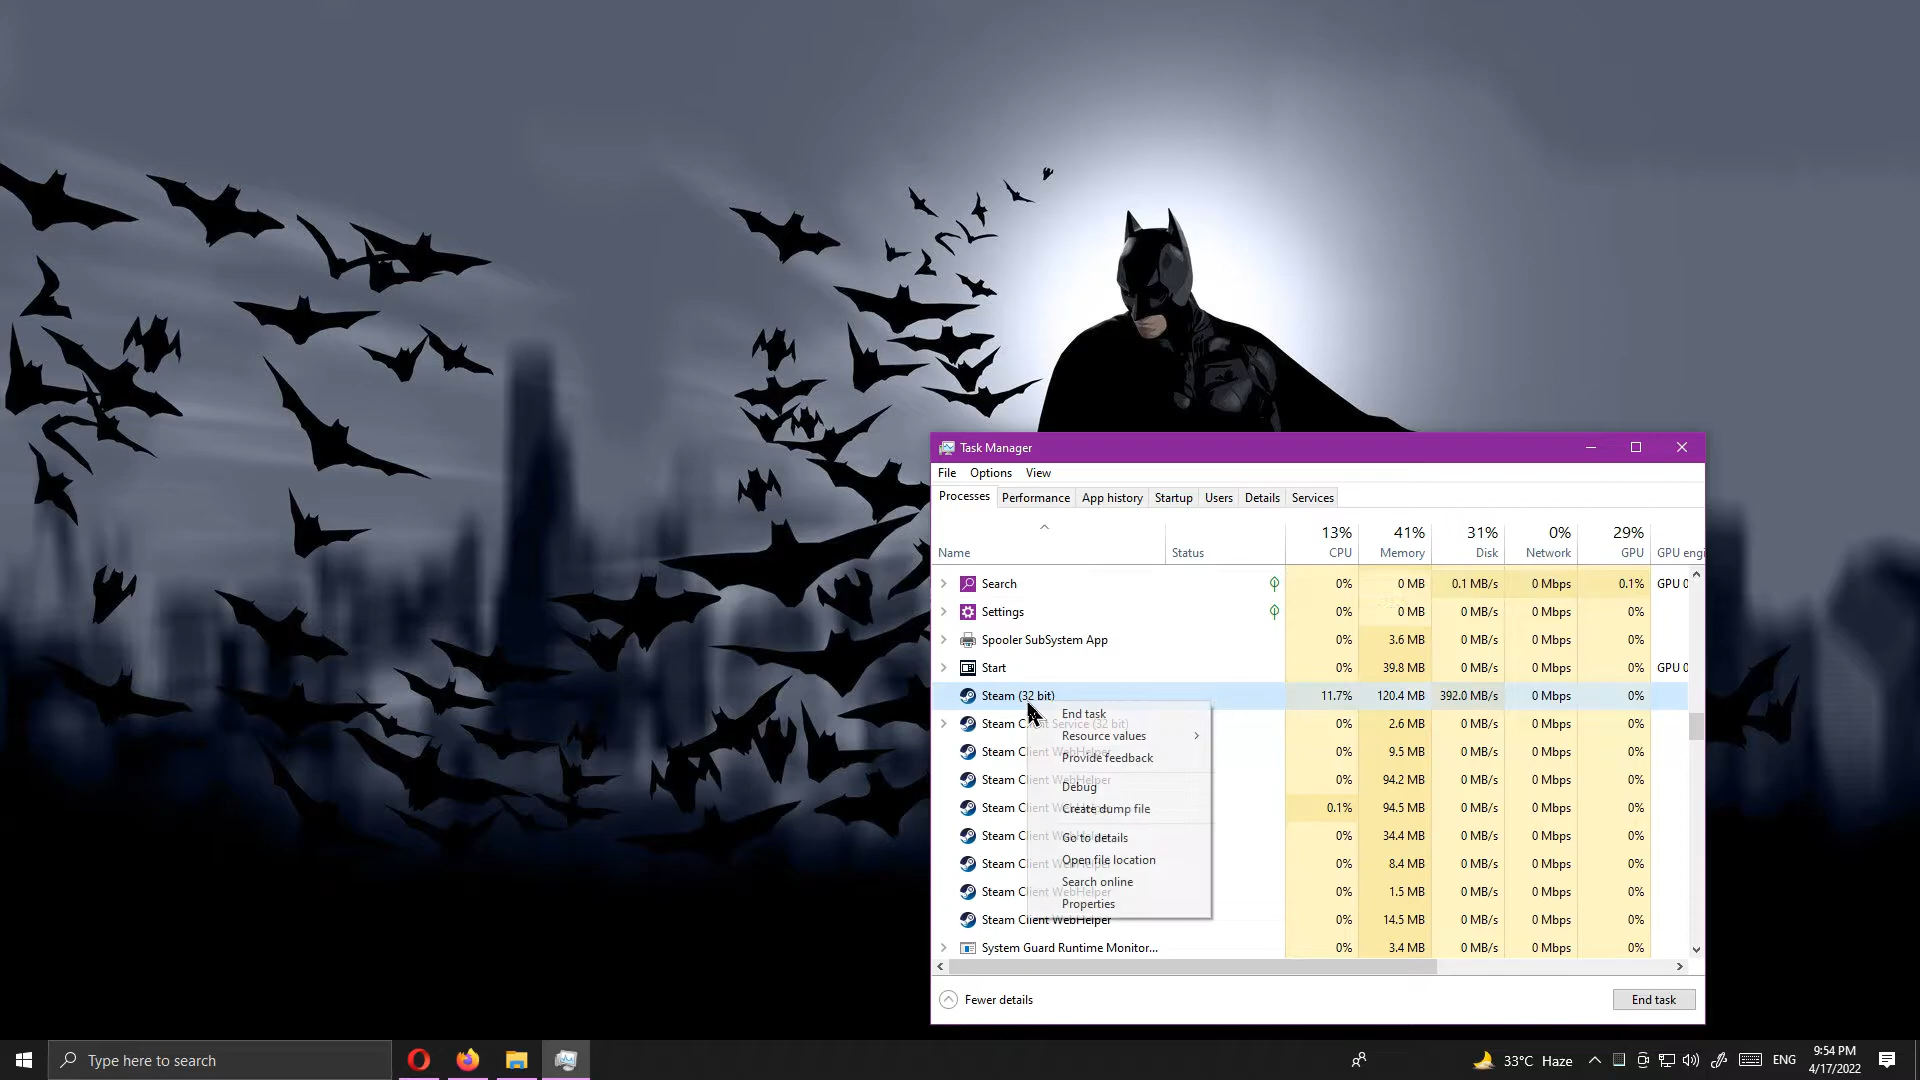 Task Manager
File Options View
Processes Performance App history Startup Users Details Services
13% 41% 31% 0% 29%
Name Status CPU Memory Disk Network GPU GPU engi
Search 0% 0 MB 0.1 MB/s 0 Mbps 0.1% GPU 0
Settings 0% 0 MB 0 MB/s 0 Mbps 0%
Spooler SubSystem App 0% 3.6 MB 0 MB/s 0 Mbps 0%
Start 0% 39.8 MB 0 MB/s 0 Mbps 0% GPU 0
Steam (32 bit) 11.7% 120.4 MB 392.0 MB/s 0 Mbps 0%
End task
Steam Client Service (32 bit) 0% 2.6 MB 0 MB/s 0 Mbps 0%
Resource values
Steam Client WebHelper 0% 9.5 MB 0 MB/s 0 Mbps 0%
Provide feedback
Steam Client WebHelper 0% 94.2 MB 0 MB/s 0 Mbps 0%
Debug
Steam Client WebHelper 0.1% 94.5 MB 0 MB/s 0 Mbps 0%
Create dump file
Steam Client WebHelper 0% 34.4 MB 0 MB/s 0 Mbps 0%
Go to details
Steam Client WebHelper 0% 8.4 MB 0 MB/s 0 Mbps 0%
Open file location
Steam Client WebHelper 0% 1.5 MB 0 MB/s 0 Mbps 0%
Search online
Properties
Steam Client WebHelper 0% 14.5 MB 0 MB/s 0 Mbps 0%
System Guard Runtime Monitor... 0% 3.4 MB 0 MB/s 0 Mbps 0%
Fewer details End task
Type here to search 33°C Haze ENG 9:54 PM
4/17/2022